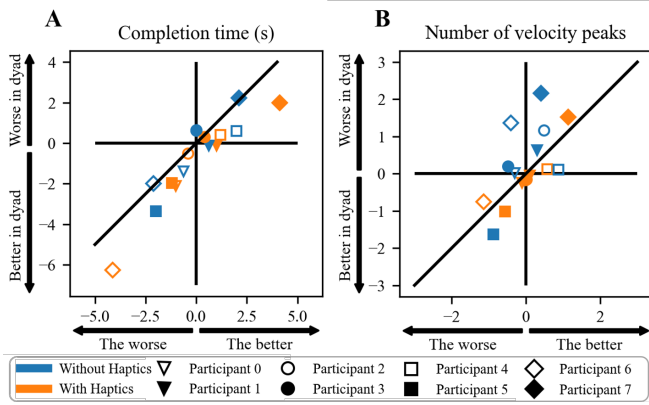 A
B
Completion time (s)
Number of velocity peaks
Worse in dyad
Better in dyad
4
2
0
−2
−4
−6
−5.0
−2.5
0.0
2.5
5.0
The worse
The better
Worse in dyad
Better in dyad
3
2
1
0
−1
−2
−3
−2
0
2
The worse
The better
Without Haptics
Participant 0
Participant 2
Participant 4
Participant 6
With Haptics
Participant 1
Participant 3
Participant 5
Participant 7